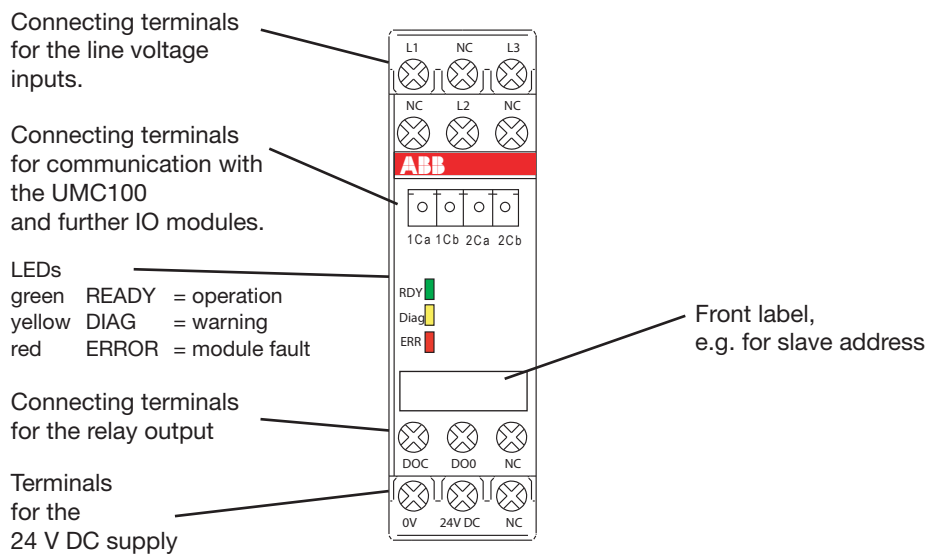 Connecting terminals
for the line voltage
inputs.
Connecting terminals
for communication with
the UMC100
and further IO modules.
LEDs
green READY = operation
yellow DIAG = warning
red ERROR = module fault
Connecting terminals
for the relay output
Terminals
for the
24 V DC supply
L1 NC L3
NC L2 NC
ABB
1Ca 1Cb 2Ca 2Cb
RDY
Diag
ERR
DOC DO0 NC
0V 24V DC NC
Front label,
e.g. for slave address